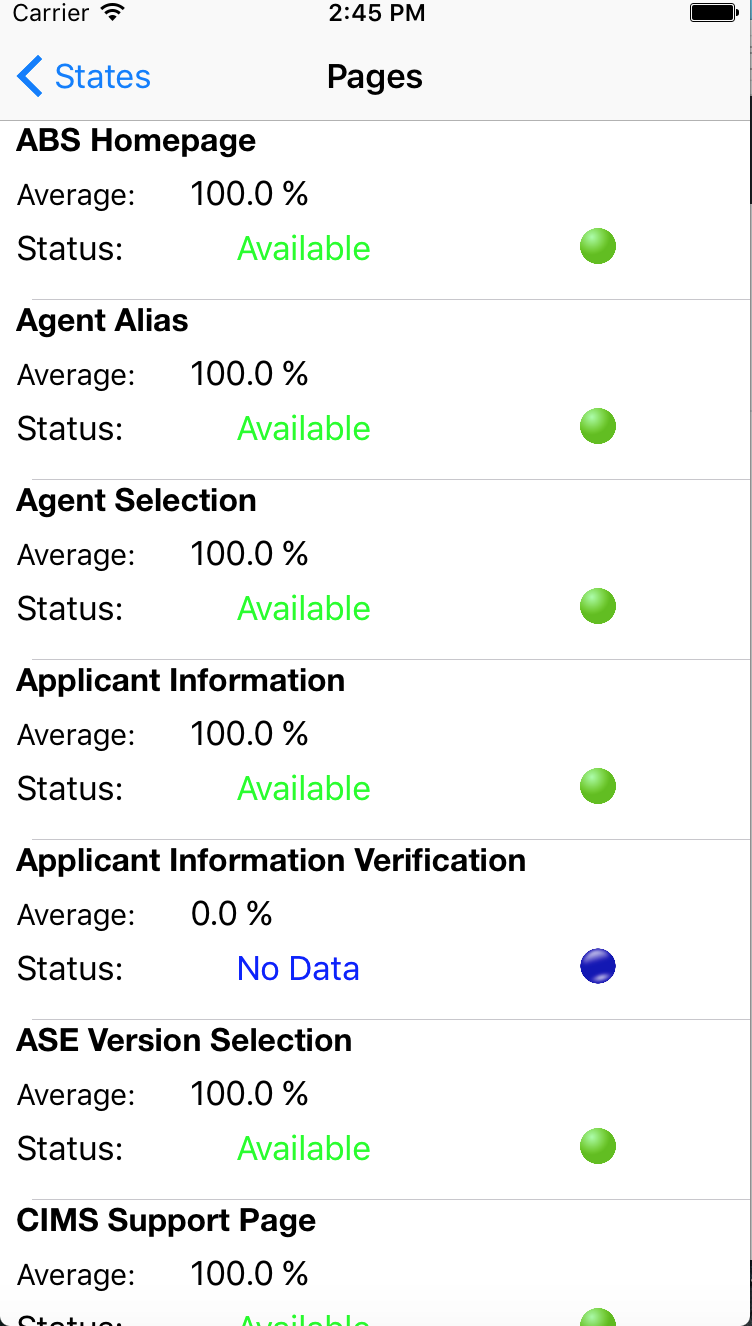 Carrier 2:45 PM
States Pages
ABS Homepage
Average: 100.0 %
Status: Available
Agent Alias
Average: 100.0 %
Status: Available
Agent Selection
Average: 100.0 %
Status: Available
Applicant Information
Average: 100.0 %
Status: Available
Applicant Information Verification
Average: 0.0 %
Status: No Data
ASE Version Selection
Average: 100.0 %
Status: Available
CIMS Support Page
Average: 100.0 %
Status: Available